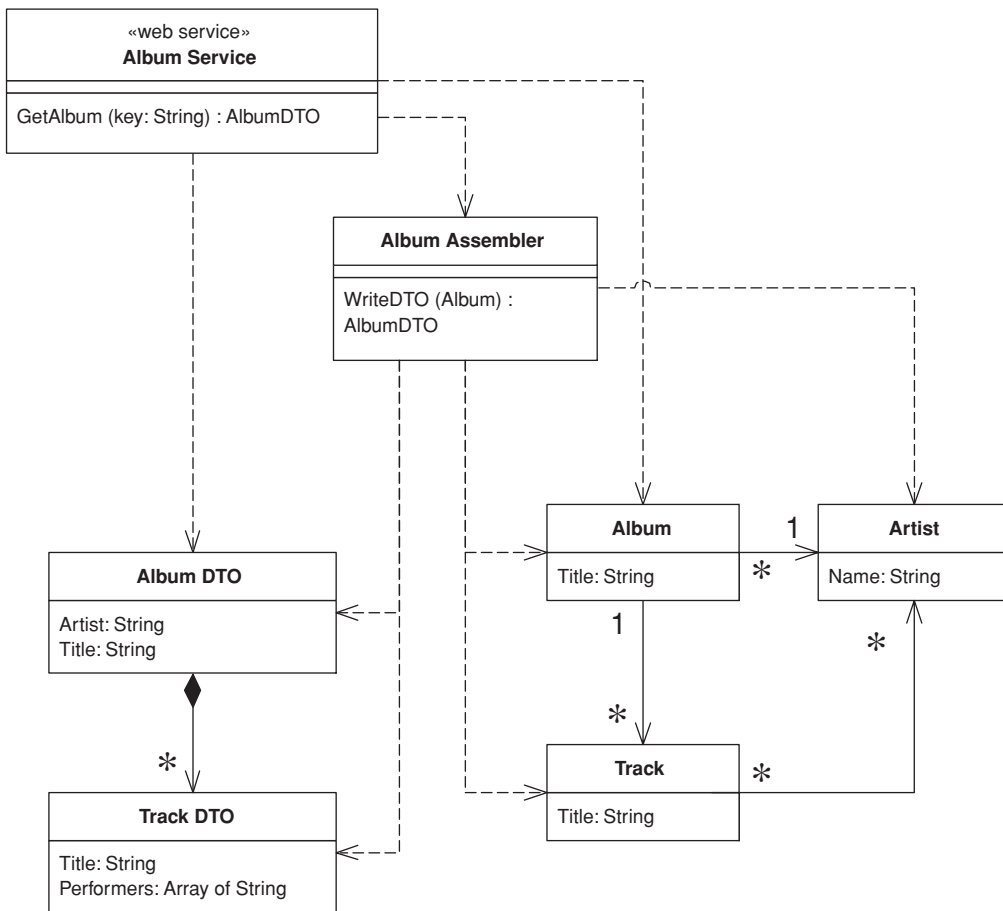 «web service»
Album Service
GetAlbum (key: String) : AlbumDTO
Album Assembler
WriteDTO (Album) :
AlbumDTO
Album
Title: String
1
*
Artist
Name: String
1
*
*
*
Album DTO
Artist: String
Title: String
*
Track
Title: String
Track DTO
Title: String
Performers: Array of String